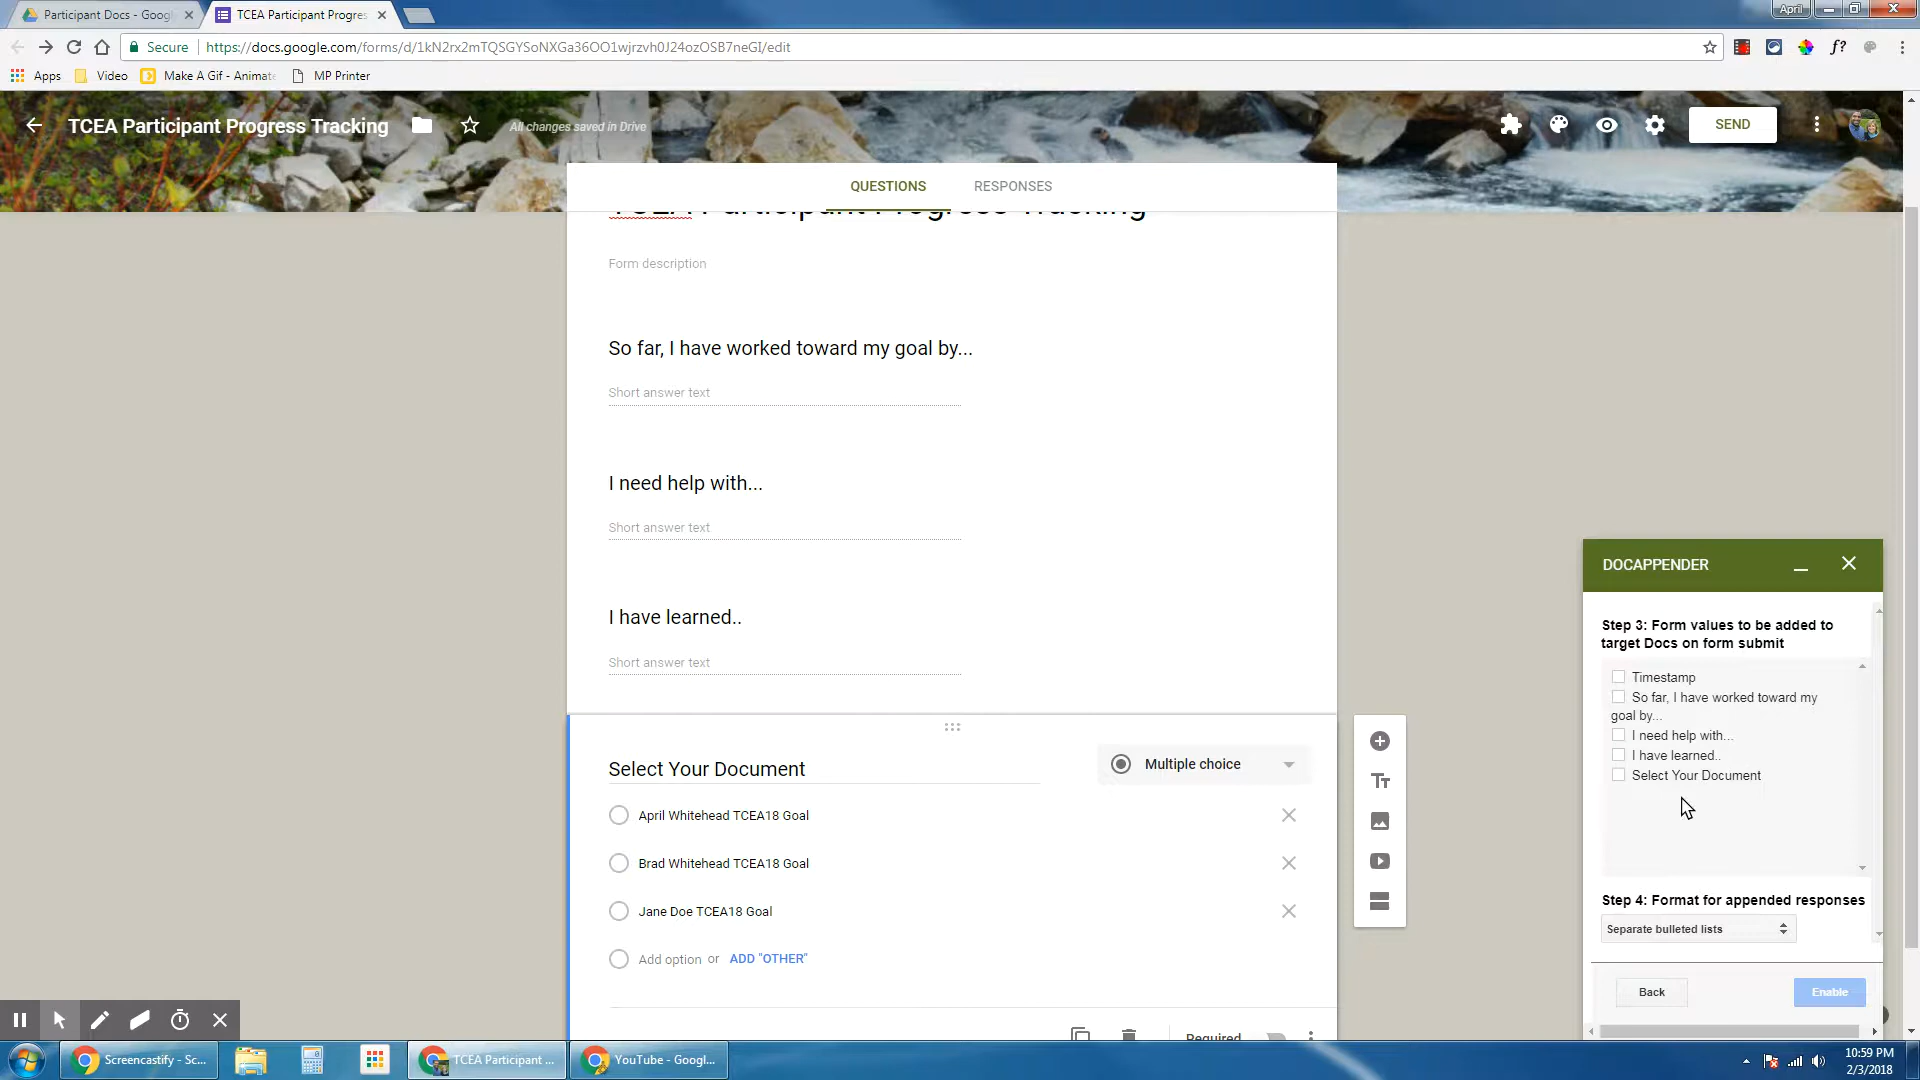 Participant Docs - Goog
TCEA Participant Progres
April
Secure
https://docs.google.com/forms/d/1kN2rx2mTQSGYSoNXGa36OO1wjrzvh0J24ozOSB7neGI/edit
f?
Apps
Video
Make A Gif - Animate
MP Printer
TCEA Participant Progress Tracking
All changes saved in Drive
SEND
QUESTIONS
RESPONSES
TCEA Participant Progress Tracking
Form description
So far, I have worked toward my goal by...
Short answer text
I need help with...
Short answer text
I have learned..
Short answer text
Select Your Document
Multiple choice
April Whitehead TCEA18 Goal
Brad Whitehead TCEA18 Goal
Jane Doe TCEA18 Goal
Add option or ADD "OTHER"
Required
Tт
DOCAPPENDER
Step 3: Form values to be added to
target Docs on form submit
Timestamp
So far, I have worked toward my
goal by...
I need help with...
I have learned..
Select Your Document
Step 4: Format for appended responses
Separate bulleted lists
Back
Enable
Screencastify - Sc...
TCEA Participant ...
YouTube - Googl...
10:59 PM
2/3/2018